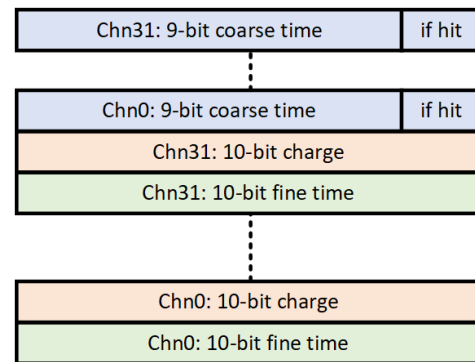 Chn31: 9-bit coarse time if hit
Chn0: 9-bit coarse time if hit
Chn31: 10-bit charge
Chn31: 10-bit fine time
Chn0: 10-bit charge
Chn0: 10-bit fine time